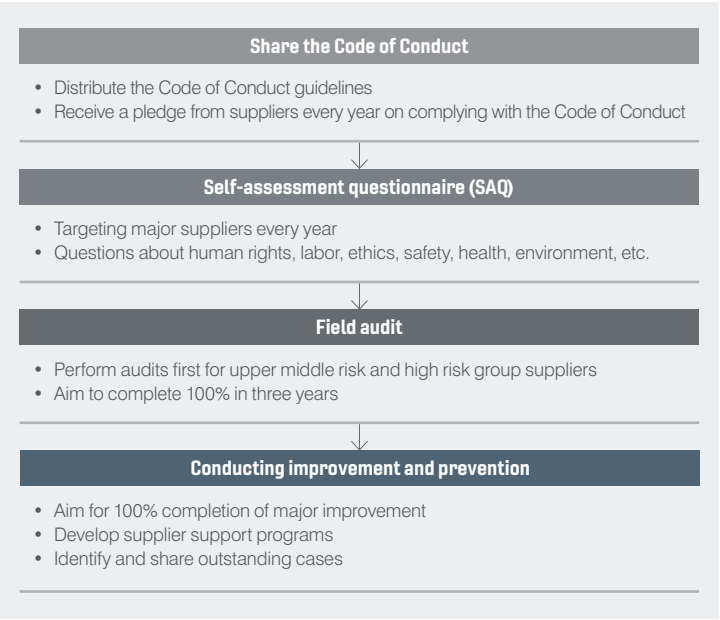 Share the Code of Conduct
• Distribute the Code of Conduct guidelines
• Receive a pledge from suppliers every year on complying with the Code of Conduct
Self-assessment questionnaire (SAQ)
• Targeting major suppliers every year
• Questions about human rights, labor, ethics, safety, health, environment, etc.
Field audit
• Perform audits first for upper middle risk and high risk group suppliers
• Aim to complete 100% in three years
Conducting improvement and prevention
• Aim for 100% completion of major improvement
• Develop supplier support programs
• Identify and share outstanding cases